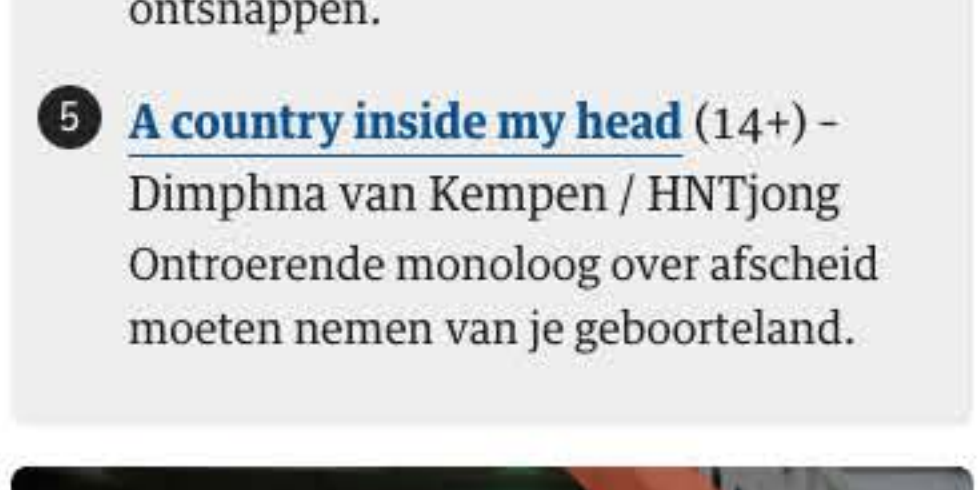 ontsnappen.
5 A country inside my head (14+) –
Dimphna van Kempen / HNTjong
Ontroerende monoloog over afscheid
moeten nemen van je geboorteland.